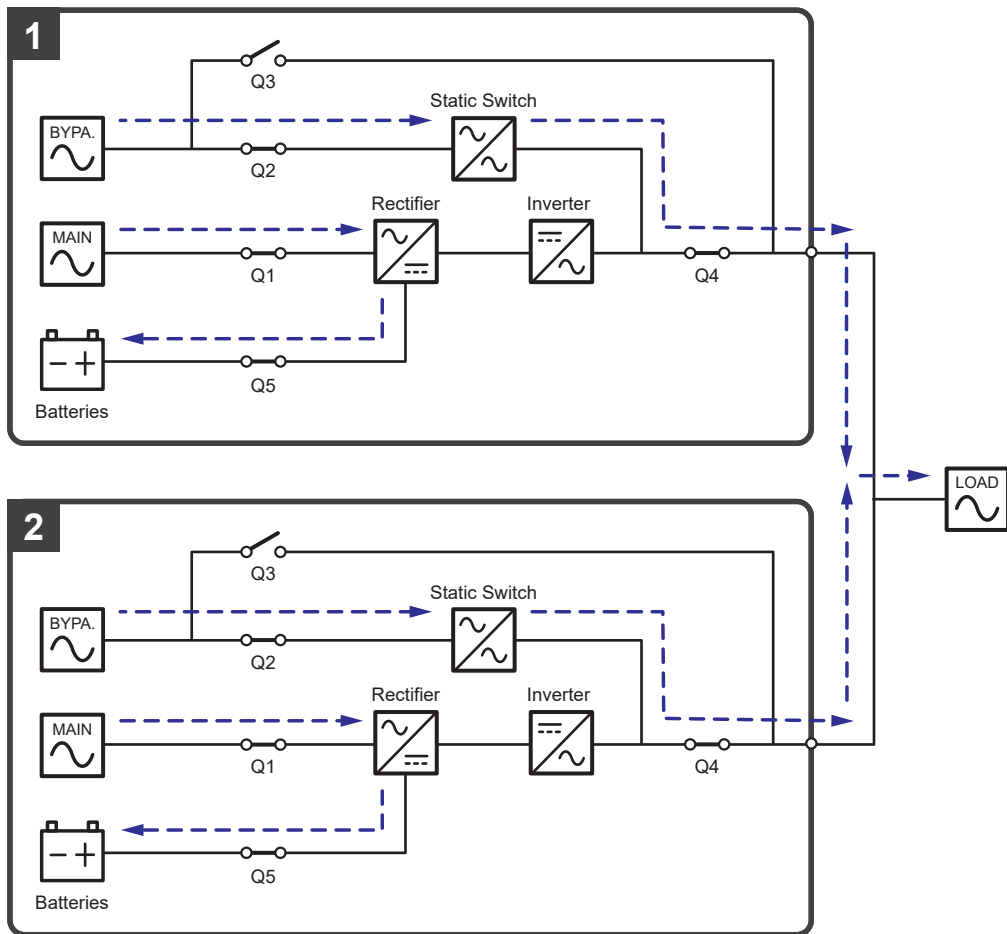 1
Q3
Static Switch
BYPA.
Q2
Rectifier
Inverter
MAIN
Q1
Q4
Q5
Batteries
LOAD
2
Q3
Static Switch
BYPA.
Q2
Rectifier
Inverter
MAIN
Q1
Q4
Q5
Batteries